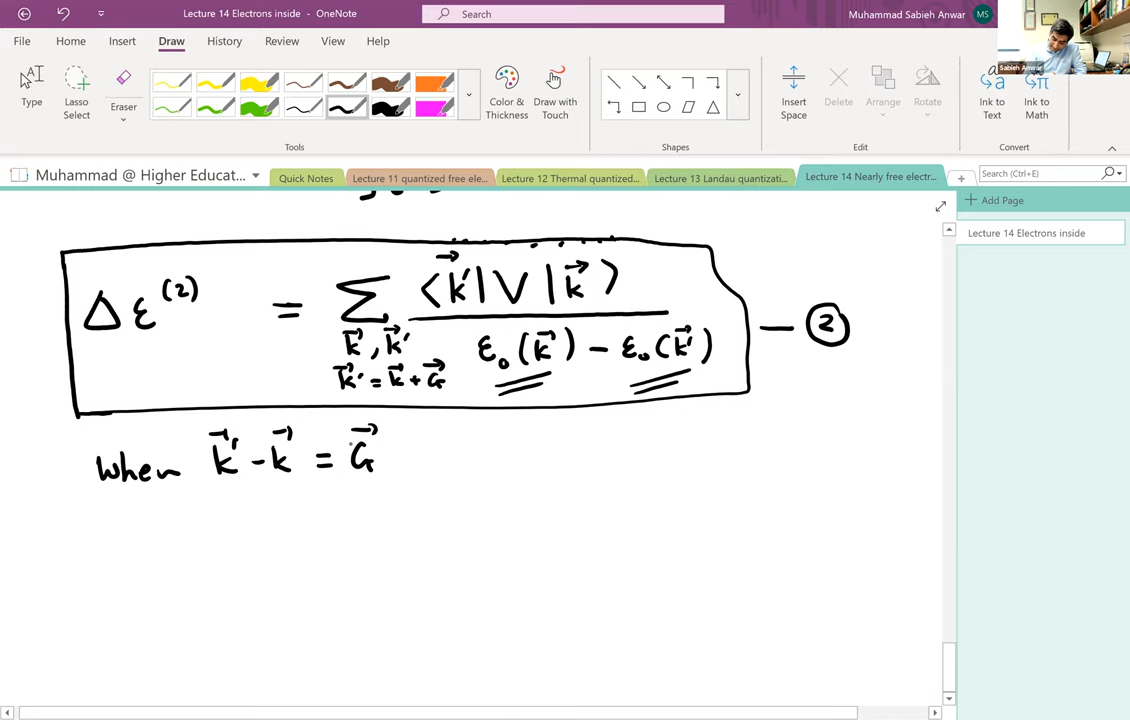 Lecture 14 Electrons inside - OneNote
Search
Muhammad Sabieh Anwar
MS
File Home Insert Draw History Review View Help
Sabieh Anwar
Type
Lasso Select
Eraser
Color & Thickness
Draw with Touch
Insert Space
Delete
Arrange
Rotate
Ink to Text
Ink to Math
Tools
Shapes
Edit
Convert
Muhammad @ Higher Educat...
Quick Notes
Lecture 11 quantized free ele...
Lecture 12 Thermal quantized...
Lecture 13 Landau quantizati...
Lecture 14 Nearly free electr...
Search (Ctrl+E)
Add Page
Lecture 14 Electrons inside
Δε⁽²⁾ = Σ ⟨k⃗'|V|k⃗⟩ — ②
k⃗, k⃗' ε₀(k⃗) − ε₀(k⃗')
k⃗' = k⃗ + G⃗
when k⃗' − k⃗ = G⃗